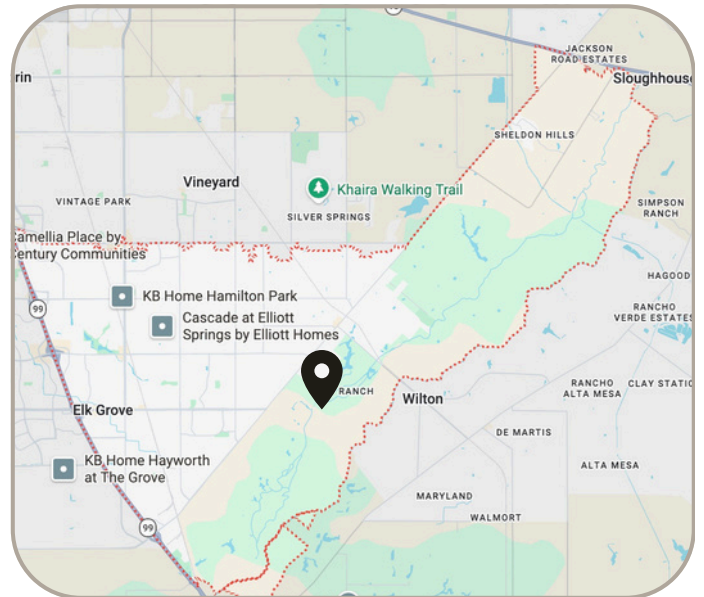 JACKSON
ROAD ESTATES
Sloughhouse
rin
SHELDON HILLS
Vineyard
Khaira Walking Trail
VINTAGE PARK
SILVER SPRINGS
SIMPSON
RANCH
Camellia Place by
Century Communities
HAGOOD
99
KB Home Hamilton Park
Cascade at Elliott
Springs by Elliott Homes
RANCHO
VERDE ESTATES
RANCH
Wilton
RANCHO
ALTA MESA
CLAY STATIO
Elk Grove
DE MARTIS
KB Home Hayworth
at The Grove
ALTA MESA
MARYLAND
WALMORT
99